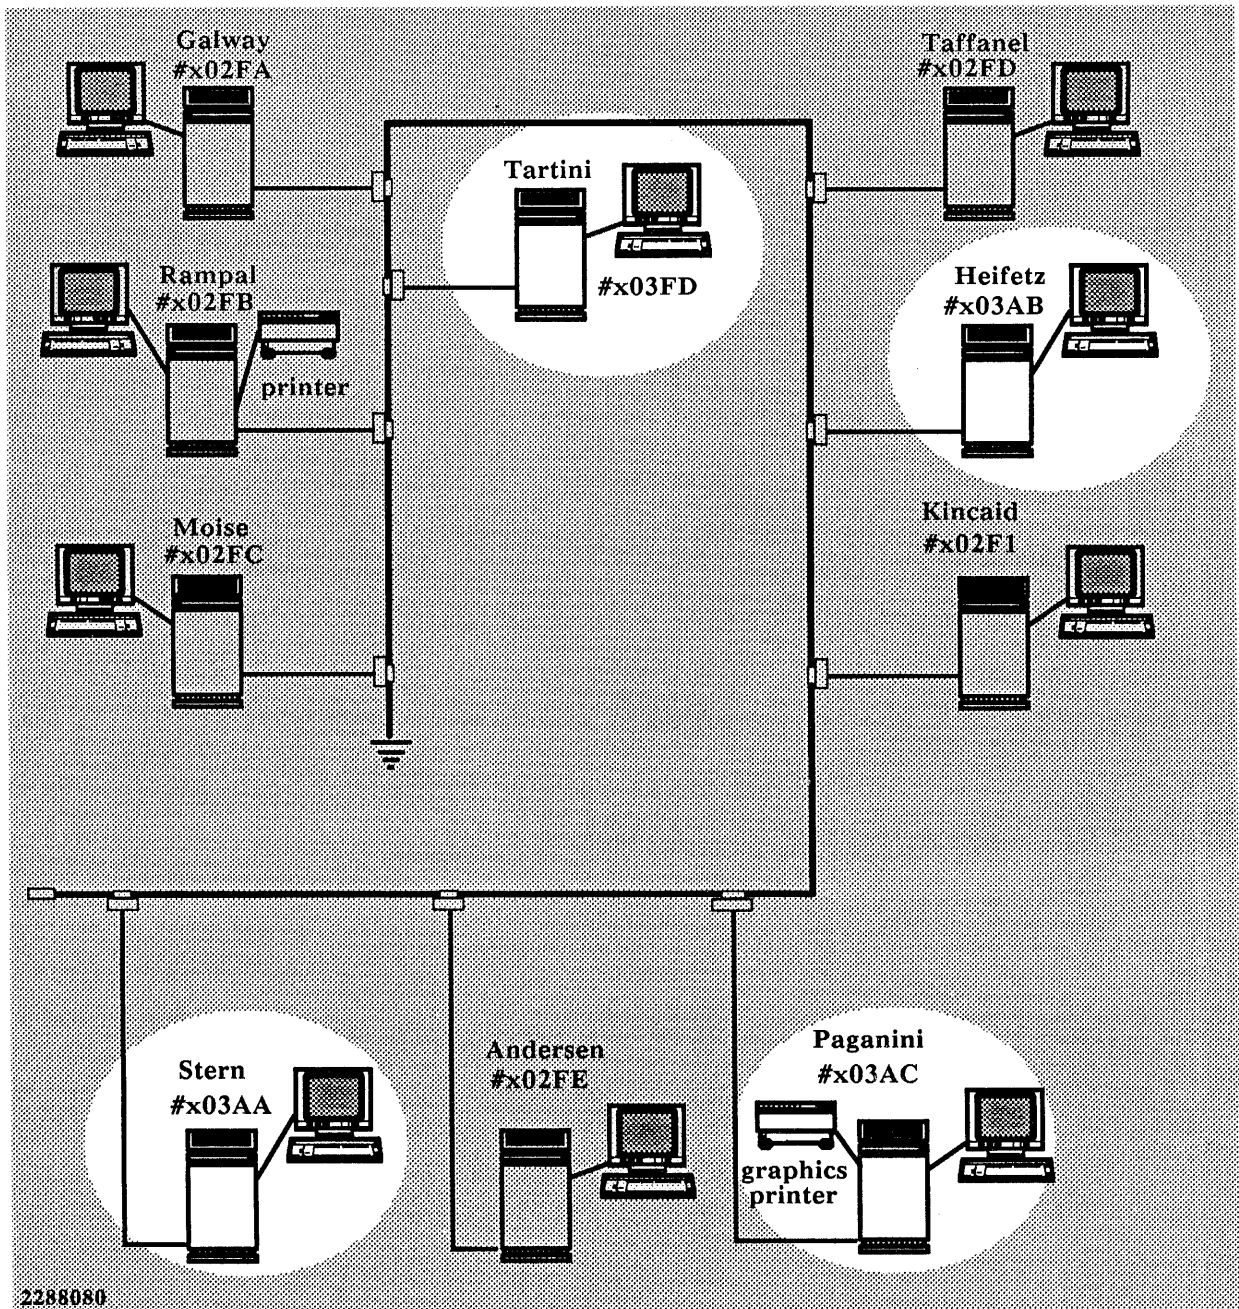 Galway
#x02FA
Taffanel
#x02FD
Tartini
#x03FD
Rampal
#x02FB
printer
Heifetz
#x03AB
Moise
#x02FC
Kincaid
#x02F1
Stern
#x03AA
Andersen
#x02FE
Paganini
#x03AC
graphics
printer
2288080